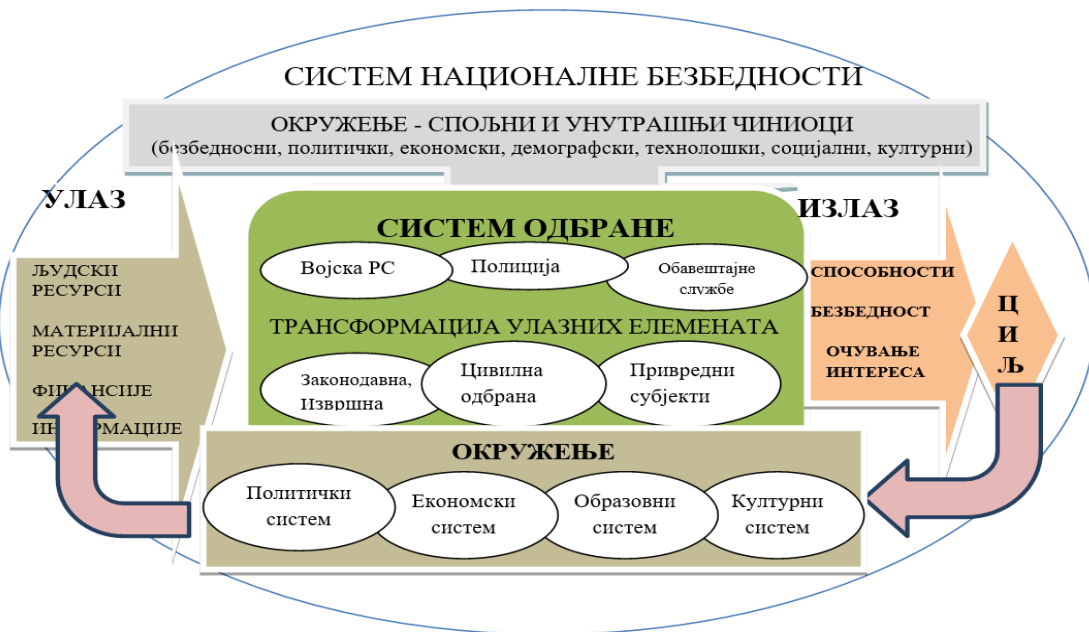 СИСТЕМ НАЦИОНАЛНЕ БЕЗБЕДНОСТИ
ОКРУЖЕЊЕ - СПОЉНИ И УНУТРАШЊИ ЧИНИОЦИ
(безбедносни, политички, економски, демографски, технолошки, социјални, културни)
УЛАЗ
ЉУДСКИ
РЕСУРСИ
МАТЕРИЈАЛНИ
РЕСУРСИ
ФИНАНСИЈЕ
ИНФОРМАЦИЈЕ
СИСТЕМ ОДБРАНЕ
Војска РС
Полиција
Обавештајне
службе
ТРАНСФОРМАЦИЈА УЛАЗНИХ ЕЛЕМЕНАТА
Законодавна,
Извршна
Цивилна
одбрана
Привредни
субјекти
ИЗЛАЗ
СПОСОБНОСТИ
БЕЗБЕДНОСТ
ОЧУВАЊЕ
ИНТЕРЕСА
Ц
И
Љ
ОКРУЖЕЊЕ
Политички
систем
Економски
систем
Образовни
систем
Културни
систем